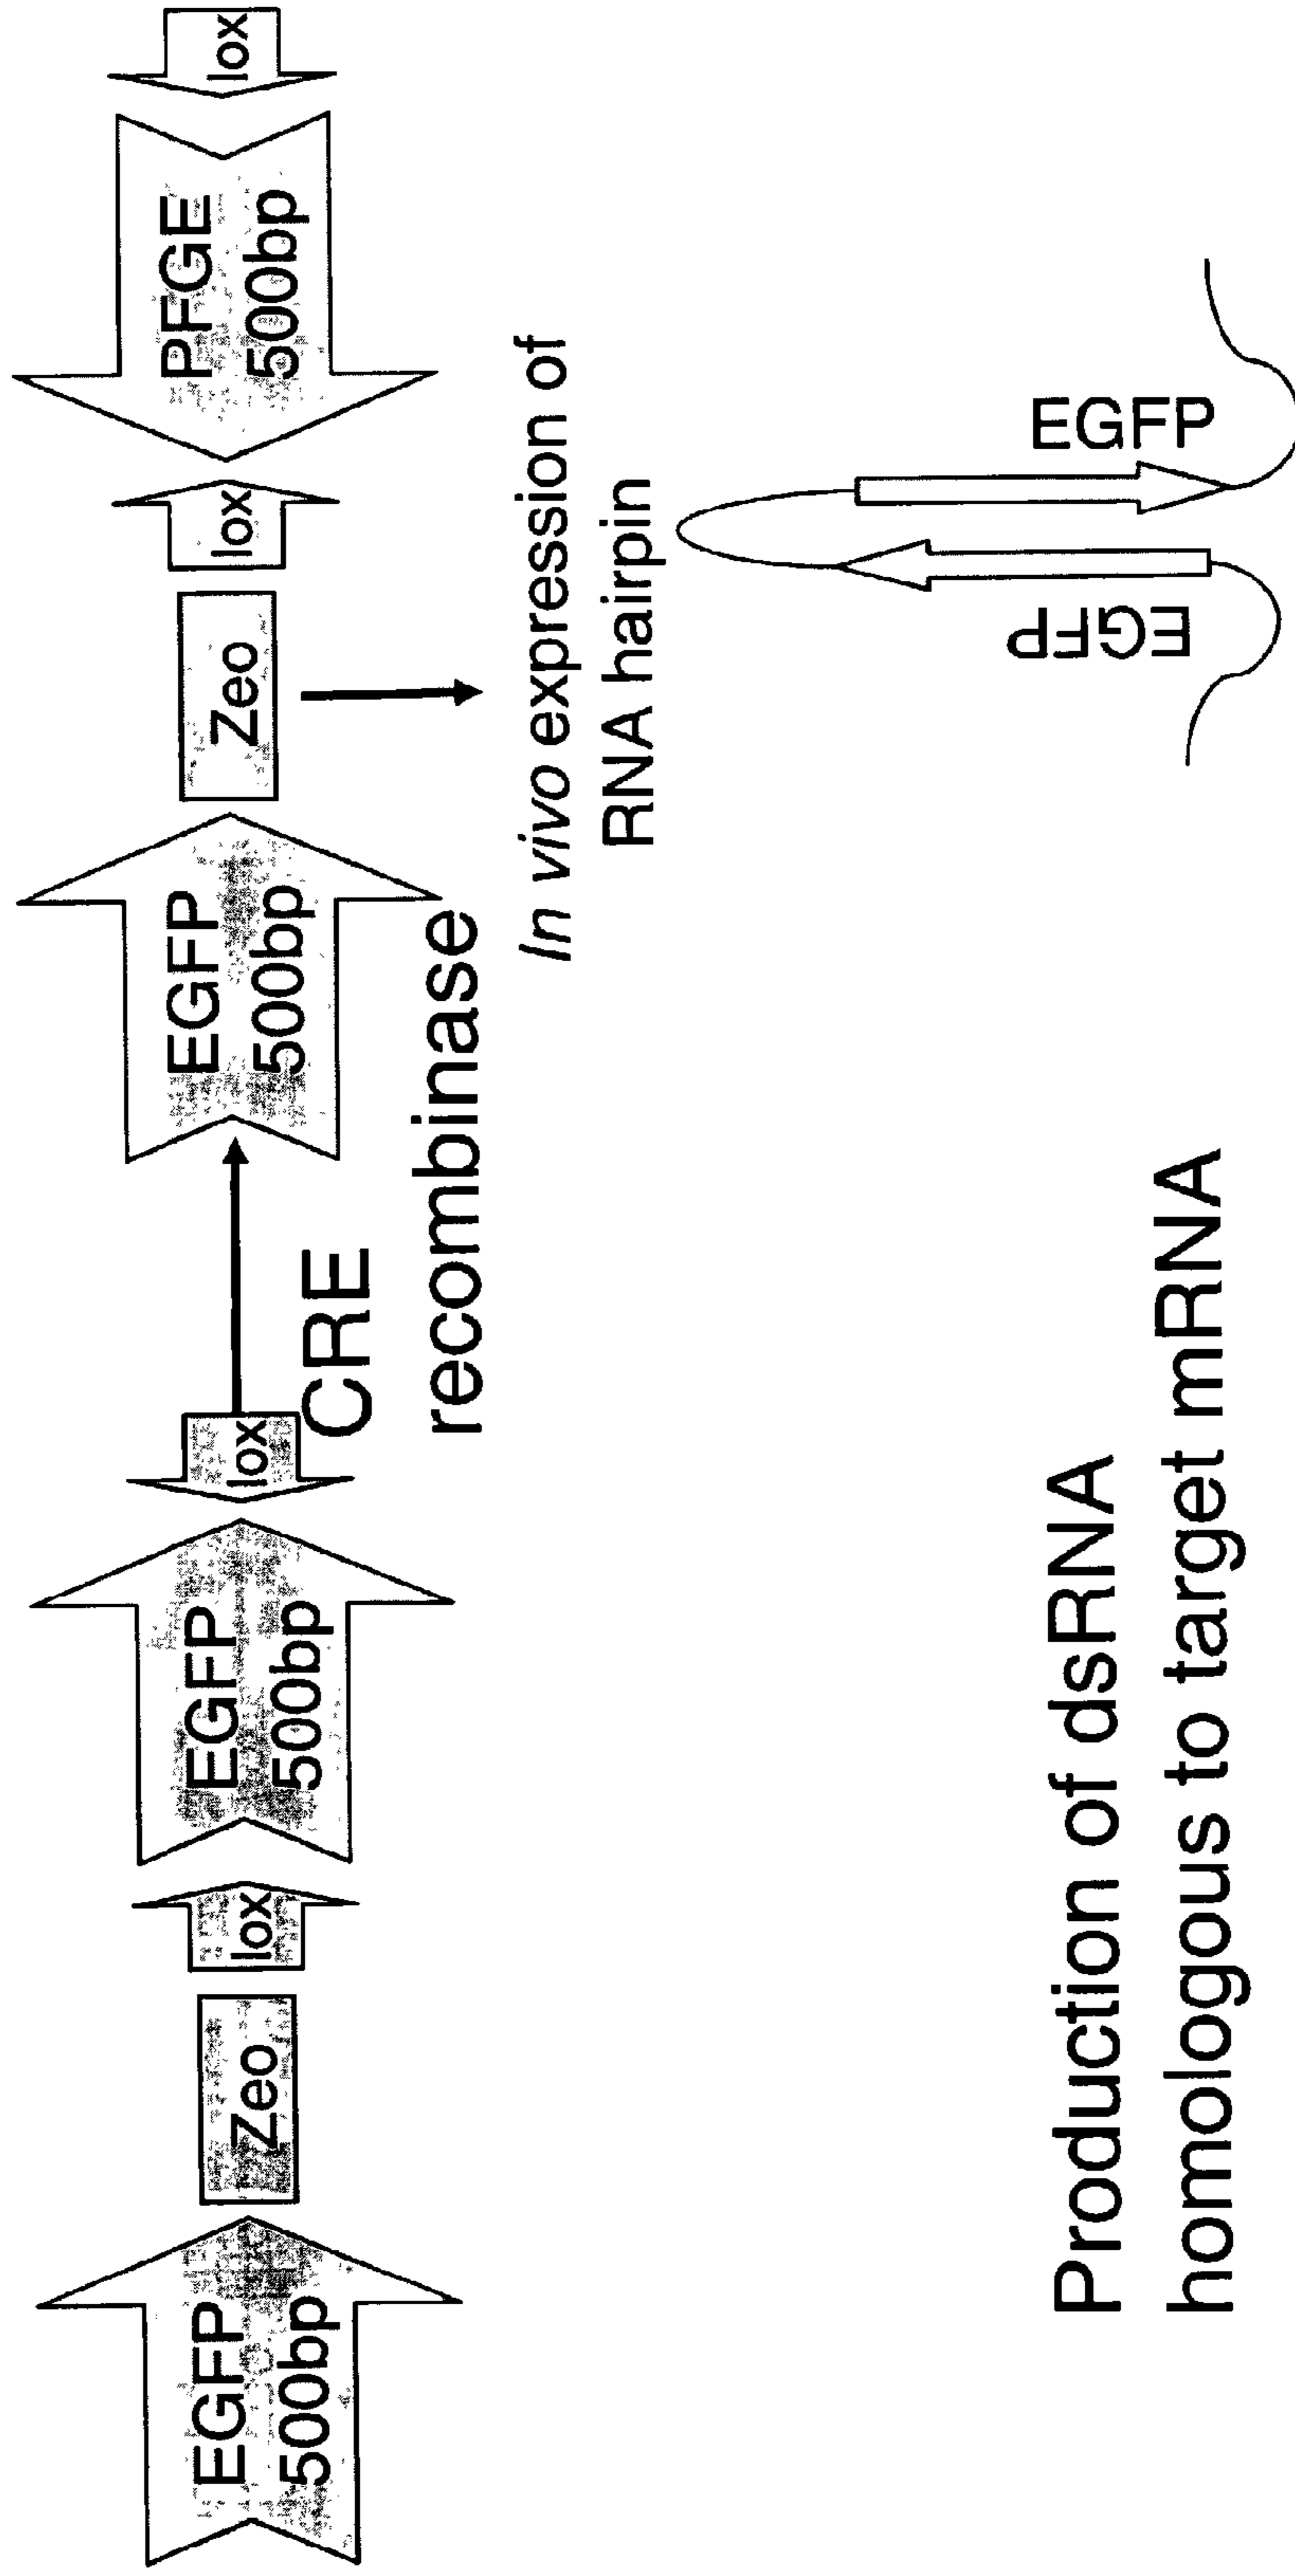 EGFP
500bp
Zeo
lox
EGFP
500bp
lox
CRE
recombinase
EGFP
500bp
Zeo
lox
PFGE
500bp
lox
In vivo expression of
RNA hairpin
EGFP
EGFP
Production of dsRNA
homologous to target mRNA